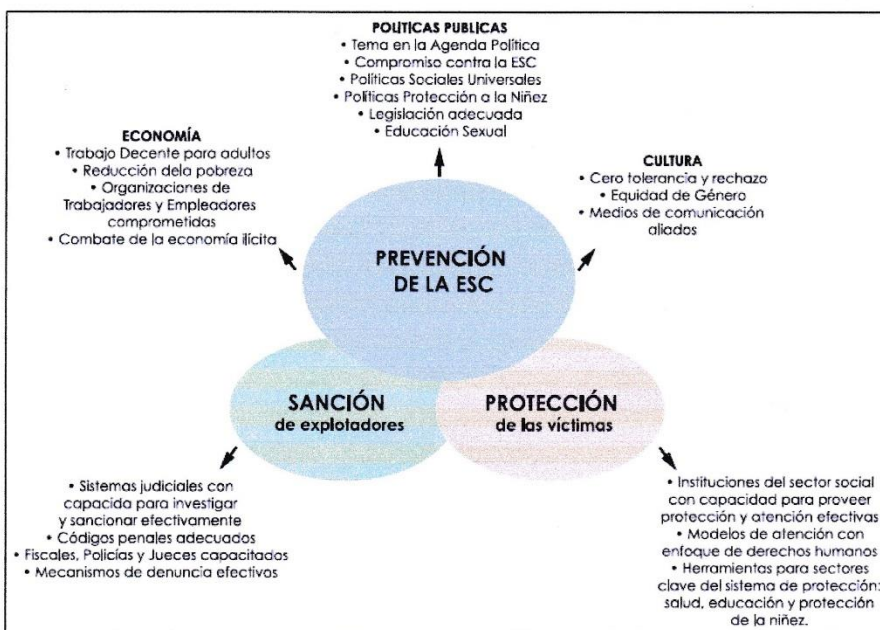 POLÍTICAS PUBLICAS
• Tema en la Agenda Política
• Compromiso contra la ESC
• Políticas Sociales Universales
• Políticas Protección a la Niñez
• Legislación adecuada
• Educación Sexual
ECONOMÍA
• Trabajo Decente para adultos
• Reducción dela pobreza
• Organizaciones de
Trabajadores y Empleadores
comprometidas
• Combate de la economía ilícita
CULTURA
• Cero tolerancia y rechazo
• Equidad de Género
• Medios de comunicación
aliados
PREVENCIÓN
DE LA ESC
SANCIÓN
de explotadores
PROTECCIÓN
de las víctimas
• Sistemas judiciales con
capacida para investigar
y sancionar efectivamente
• Códigos penales adecuados
• Fiscales, Policías y Jueces capacitados
• Mecanismos de denuncia efectivos
• Instituciones del sector social
con capacidad para proveer
protección y atención efectivas
• Modelos de atención con
enfoque de derechos humanos
• Herramientas para sectores
clave del sistema de protección:
salud, educación y protección
de la niñez.